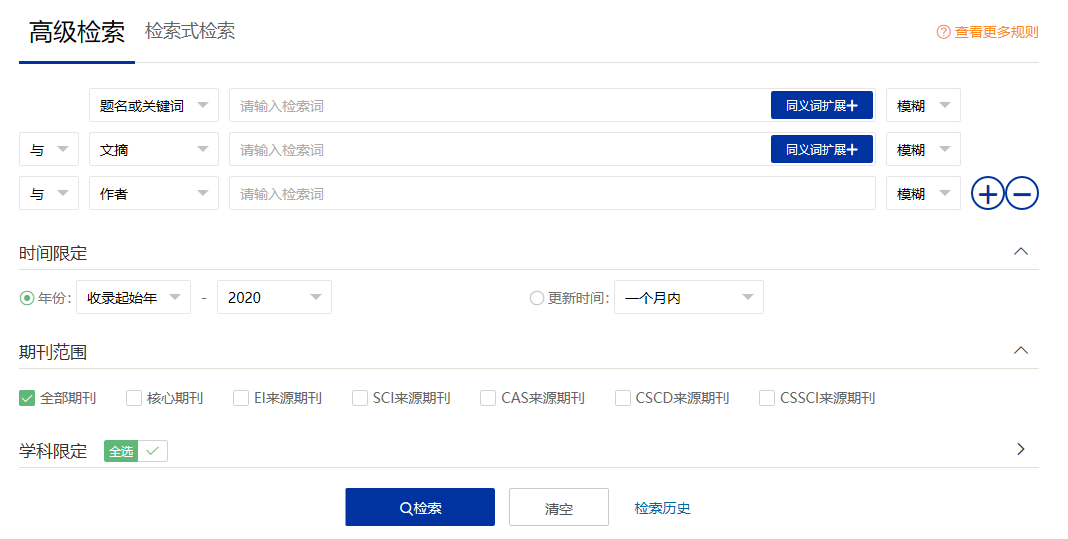 高级检索 检索式检索 查看更多规则
题名或关键词 请输入检索词 同义词扩展+ 模糊
与 文摘 请输入检索词 同义词扩展+ 模糊
与 作者 请输入检索词 模糊
时间限定
年份: 收录起始年 - 2020 更新时间: 一个月内
期刊范围
全部期刊 核心期刊 EI来源期刊 SCI来源期刊 CAS来源期刊 CSCD来源期刊 CSSCI来源期刊
学科限定 全选
检索 清空 检索历史